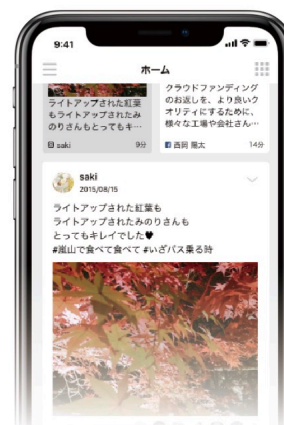 9:41
ホーム
ライトアップされた紅葉
もライトアップされたみ
のりさんもとってもキ…
saki
9分
クラウドファンディング
のお返しを、より良いク
オリティにするために、
様々な工場や会社さん…
西岡 陽太
14分
saki
2015/08/15
ライトアップされた紅葉も
ライトアップされたみのりさんも
とってもキレイでした♥
#嵐山で食べて食べて #いざバス乗る時